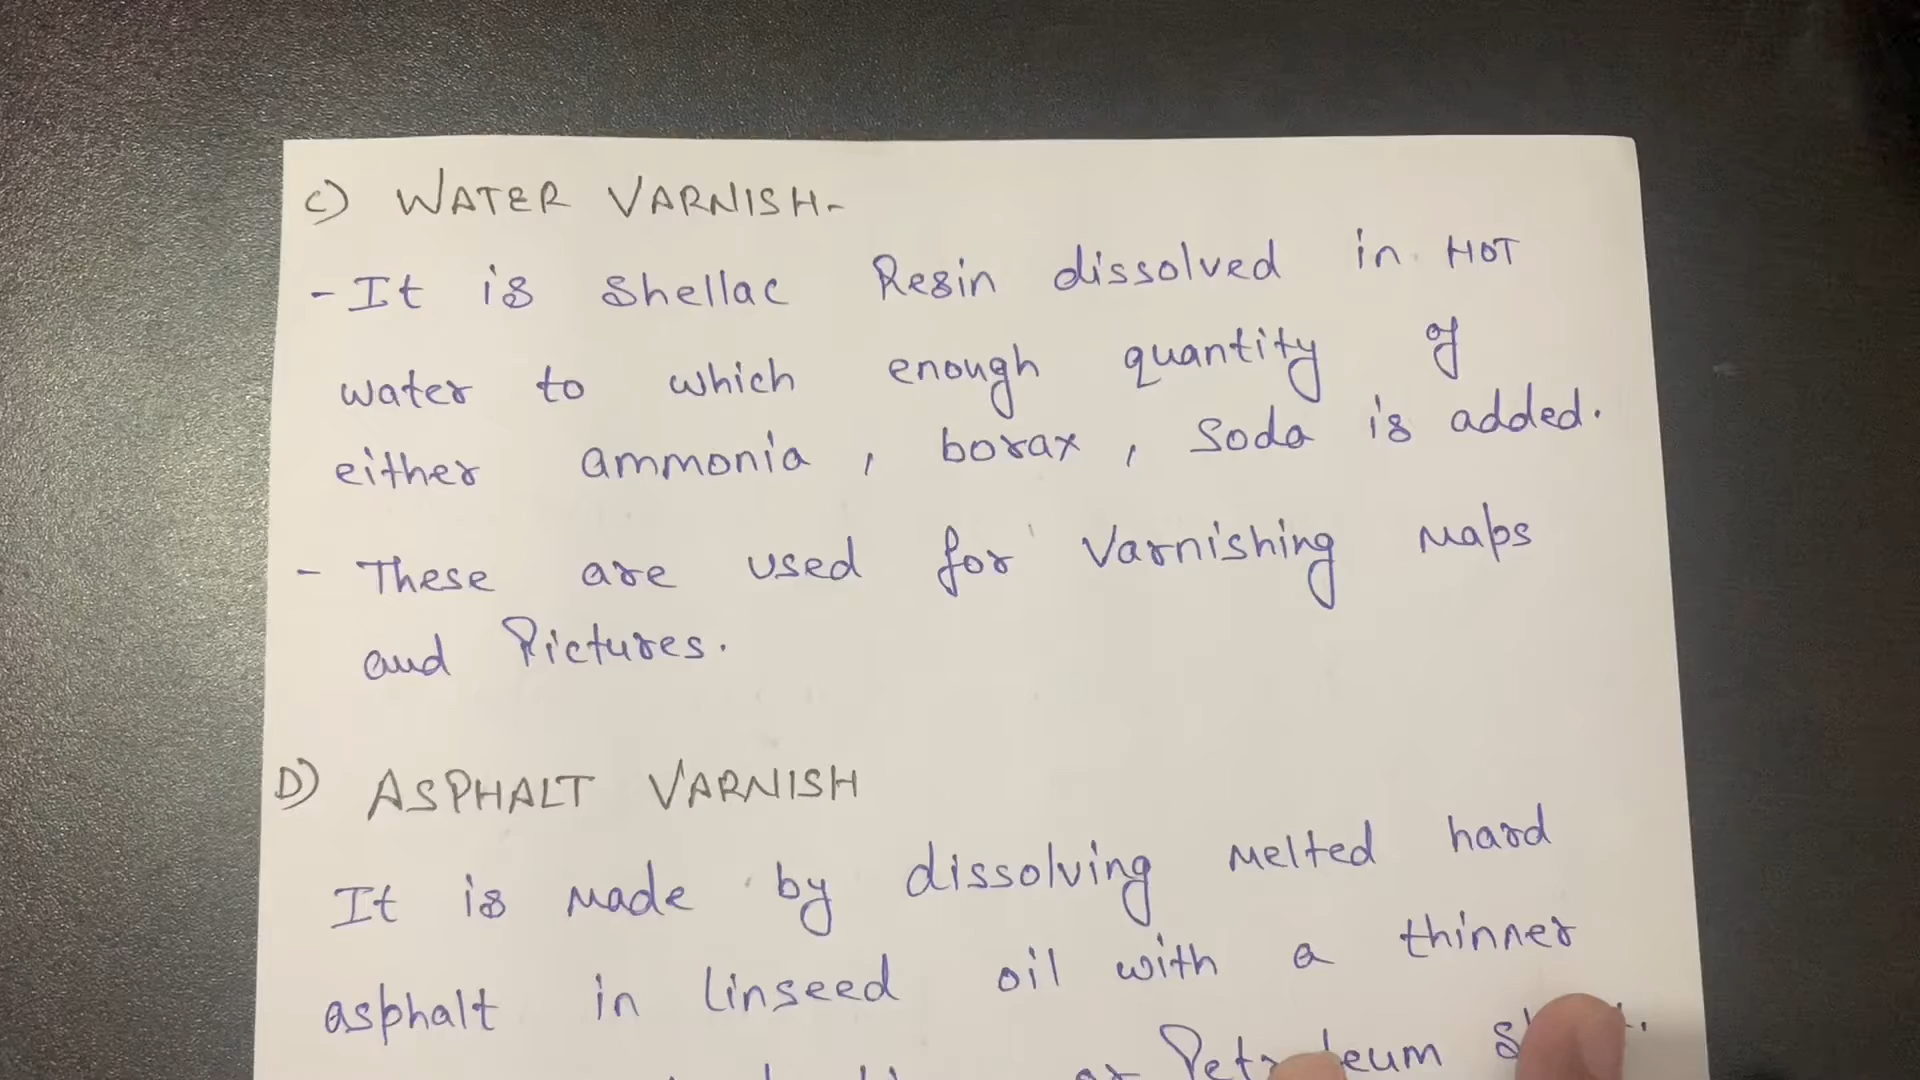 C) WATER VARNISH-
- It is Shellac Resin dissolved in HOT
water to which enough quantity of
either ammonia , borax , Soda is added.
- These are used for Varnishing Maps
and Pictures.
D) ASPHALT VARNISH
It is Made by dissolving Melted hard
asphalt in linseed oil with a thinner
or